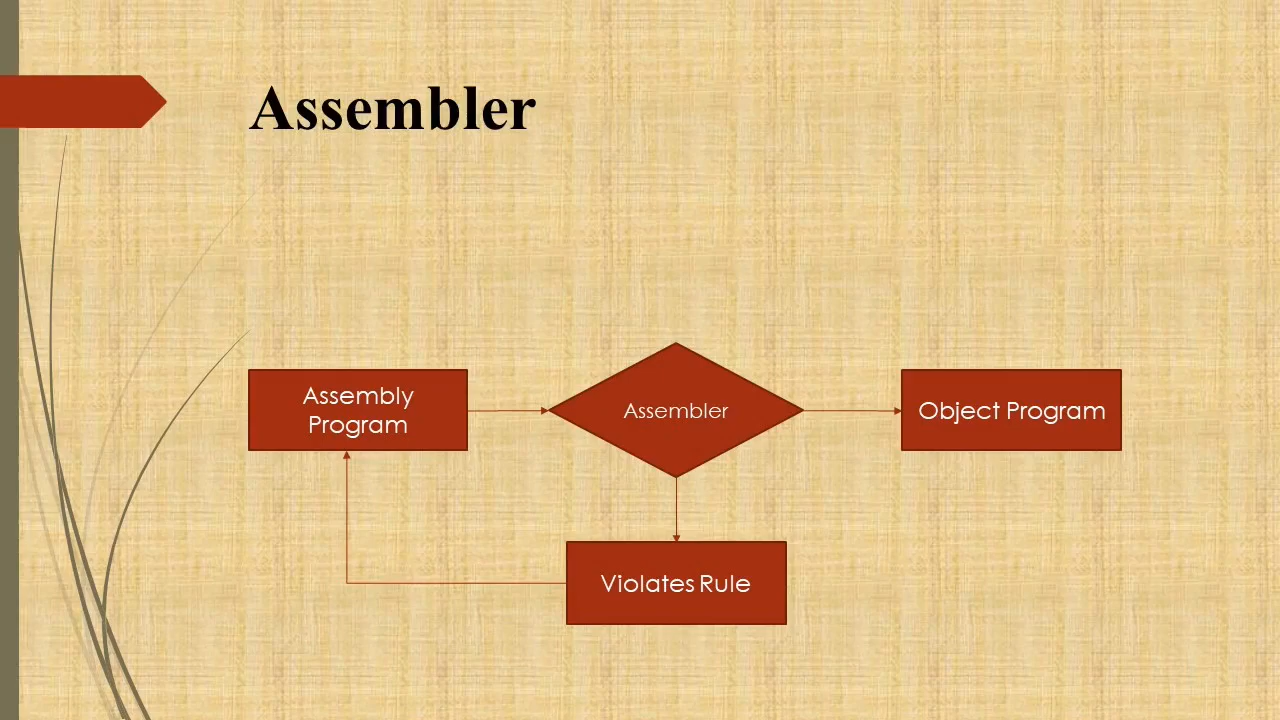 Assembler
Assembly
Program
Assembler
Object Program
Violates Rule